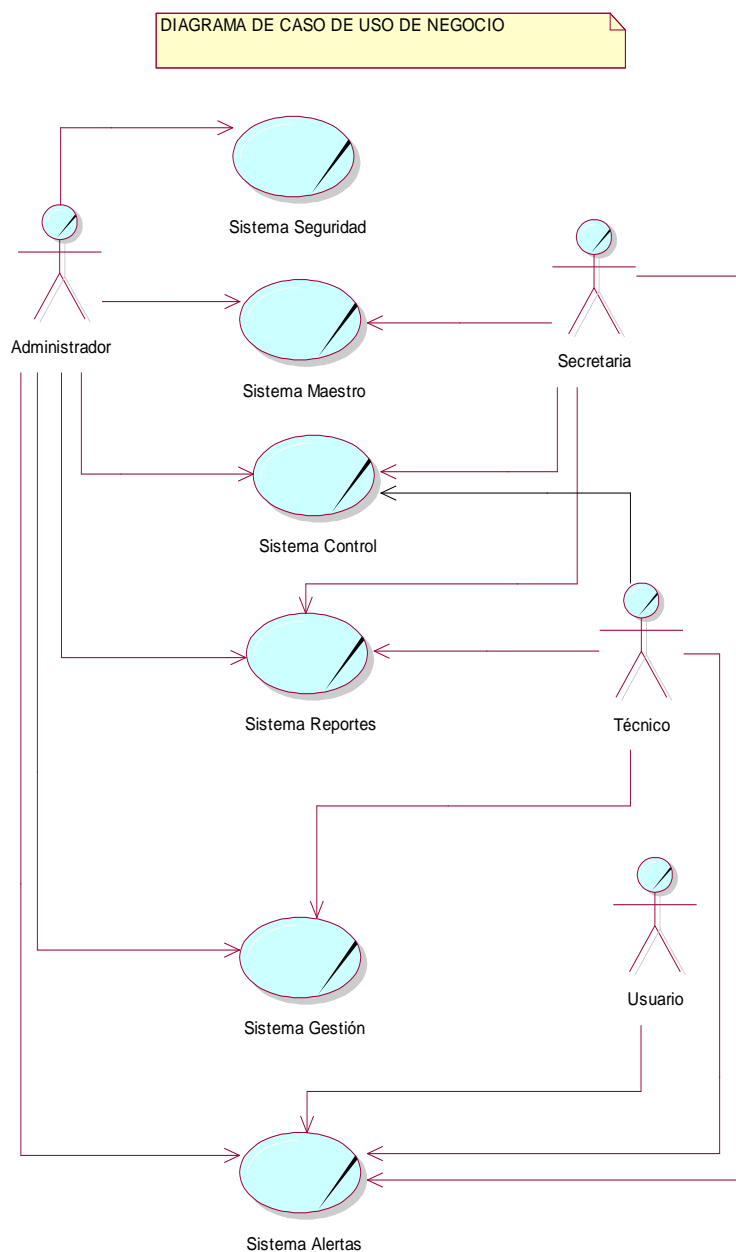 DIAGRAMA DE CASO DE USO DE NEGOCIO
Sistema Seguridad
Administrador
Secretaria
Sistema Maestro
Sistema Control
Sistema Reportes
Técnico
Usuario
Sistema Gestión
Sistema Alertas